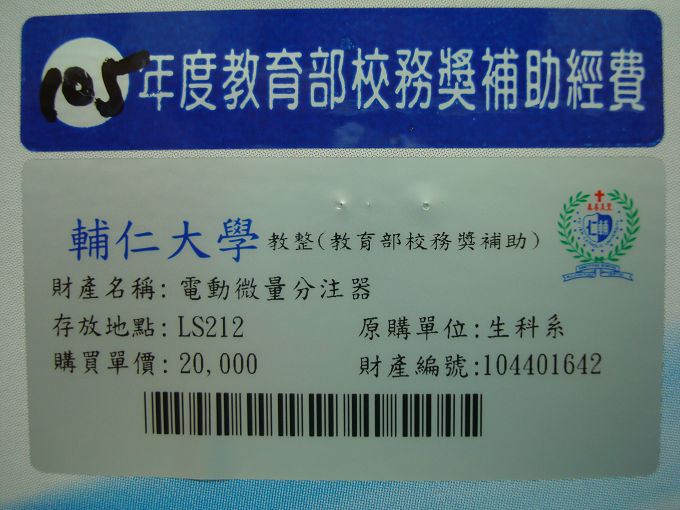 105年度教育部校務獎補助經費
輔仁大學 教整(教育部校務獎補助)
財產名稱: 電動微量分注器
存放地點: LS212 原購單位:生科系
購買單價: 20,000 財產編號:104401642